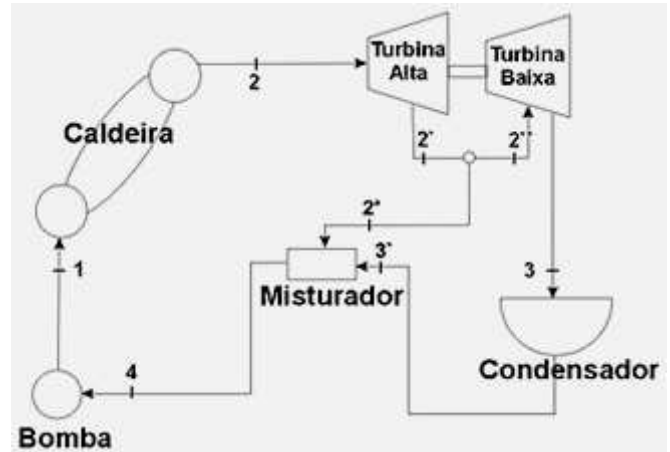 Turbina
Alta
Turbina
Baixa
2
Caldeira
2'
2''
2*
3'
1
3
Misturador
Condensador
4
Bomba